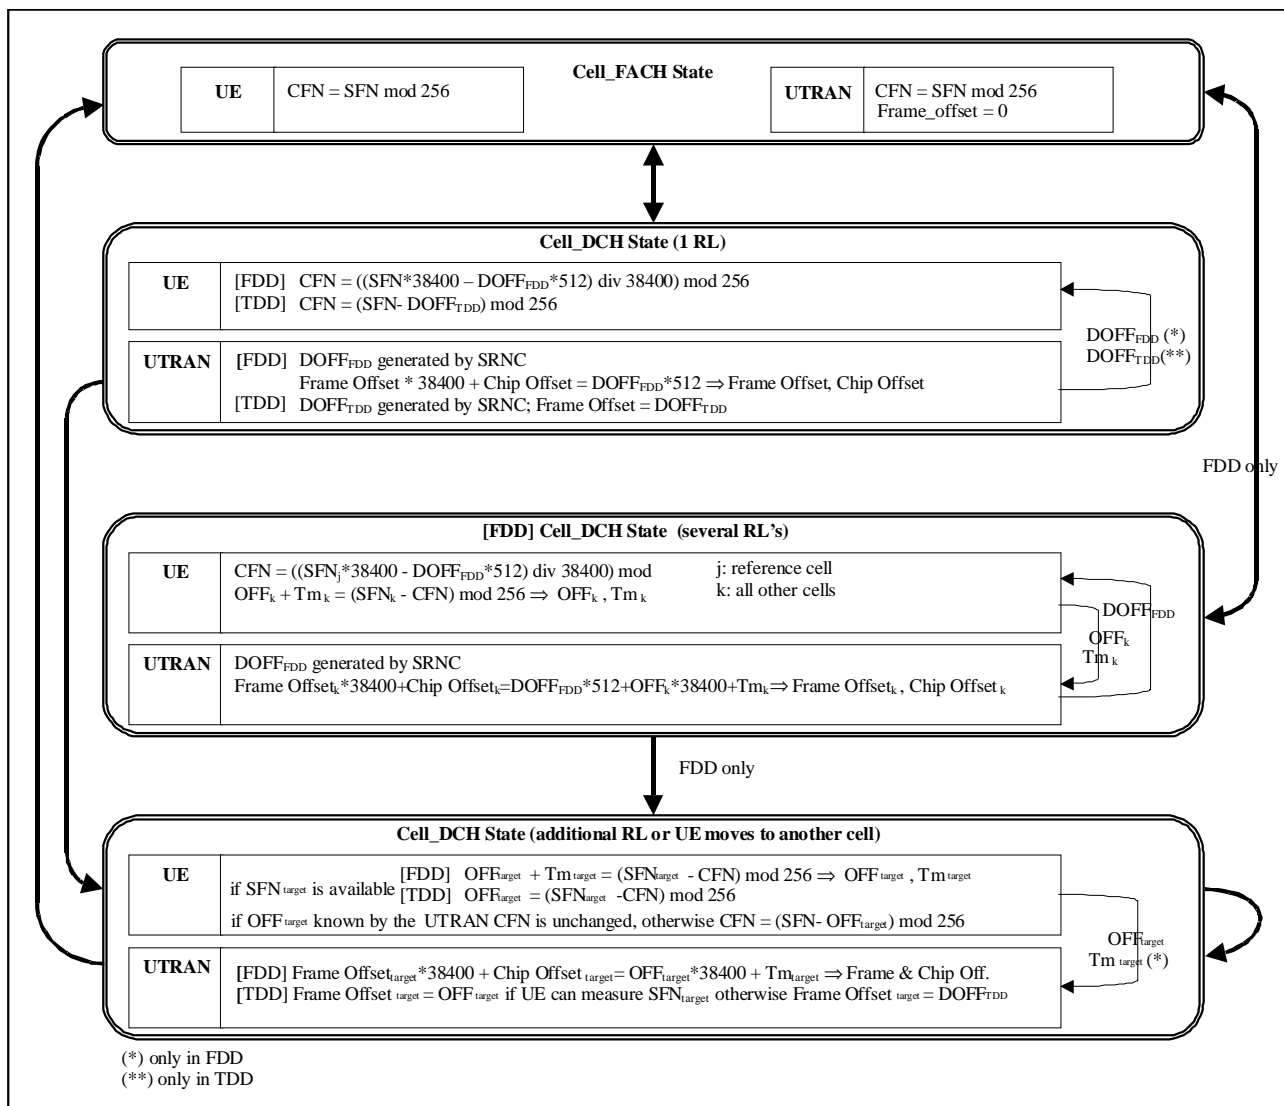 Cell_FACH State
UE
CFN = SFN mod 256
UTRAN
CFN = SFN mod 256
Frame_offset = 0
Cell_DCH State (1 RL)
UE
[FDD] CFN = ((SFN*38400 – DOFFFDD*512) div 38400) mod 256
[TDD] CFN = (SFN- DOFFTDD) mod 256
DOFFFDD (*)
DOFFTDD(**)
UTRAN
[FDD] DOFFFDD generated by SRNC
Frame Offset * 38400 + Chip Offset = DOFFFDD*512 ⇒ Frame Offset, Chip Offset
[TDD] DOFFTDD generated by SRNC; Frame Offset = DOFFTDD
FDD only
[FDD] Cell_DCH State (several RL's)
UE
CFN = ((SFNj*38400 - DOFFFDD*512) div 38400) mod
OFFk + Tm k = (SFNk - CFN) mod 256 ⇒ OFFk , Tm k
j: reference cell
k: all other cells
DOFFFDD
OFFk
Tm k
UTRAN
DOFFFDD generated by SRNC
Frame Offsetk*38400+Chip Offsetk=DOFFFDD*512+OFFk*38400+Tmk⇒ Frame Offsetk , Chip Offset k
FDD only
Cell_DCH State (additional RL or UE moves to another cell)
UE
if SFN target is available
[FDD] OFFtarget + Tm target = (SFNtarget - CFN) mod 256 ⇒ OFF target , Tm target
[TDD] OFFtarget = (SFNtarget -CFN) mod 256
if OFF target known by the UTRAN CFN is unchanged, otherwise CFN = (SFN- OFFtarget) mod 256
OFFtarget
Tm target (*)
UTRAN
[FDD] Frame Offsettarget*38400 + Chip Offset target= OFFtarget*38400 + Tmtarget ⇒ Frame & Chip Off.
[TDD] Frame Offset target = OFF target if UE can measure SFNtarget otherwise Frame Offset target = DOFFTDD
(*) only in FDD
(**) only in TDD